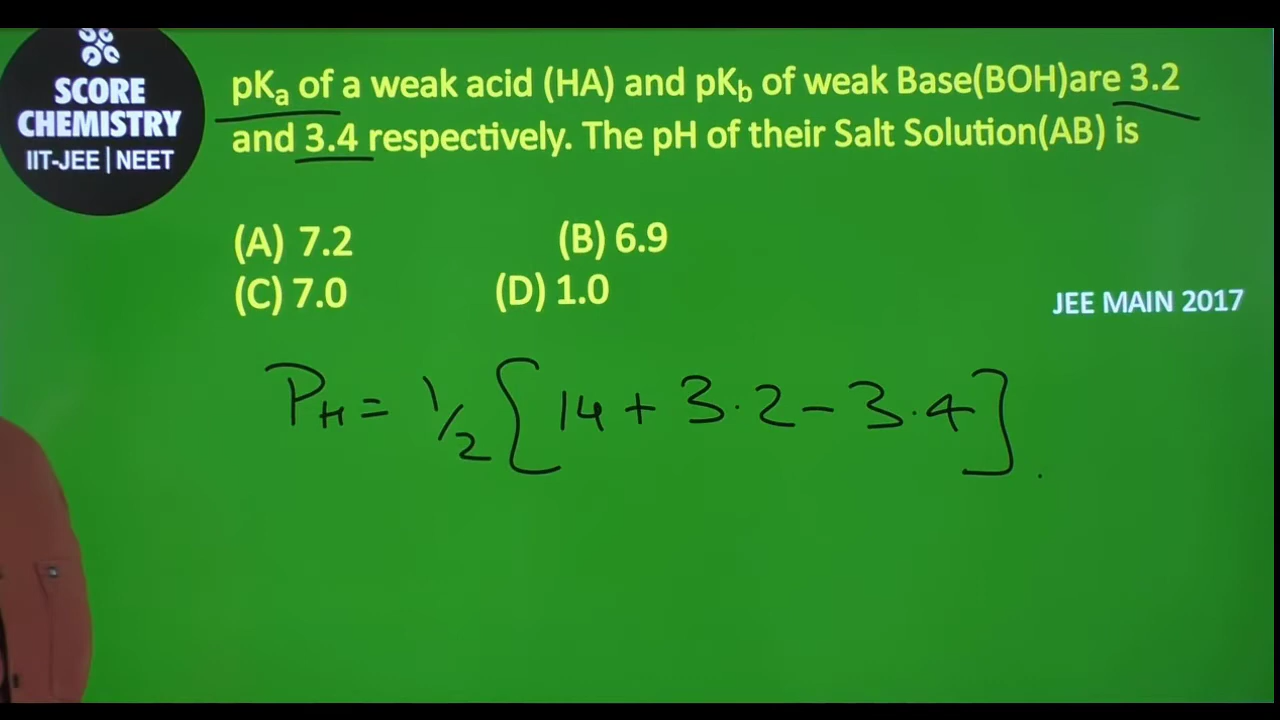 SCORE
CHEMISTRY
IIT-JEE | NEET
pKa of a weak acid (HA) and pKb of weak Base(BOH)are 3.2
and 3.4 respectively. The pH of their Salt Solution(AB) is
(A) 7.2 (B) 6.9
(C) 7.0 (D) 1.0
JEE MAIN 2017
PH = 1/2 [14 + 3.2 - 3.4].